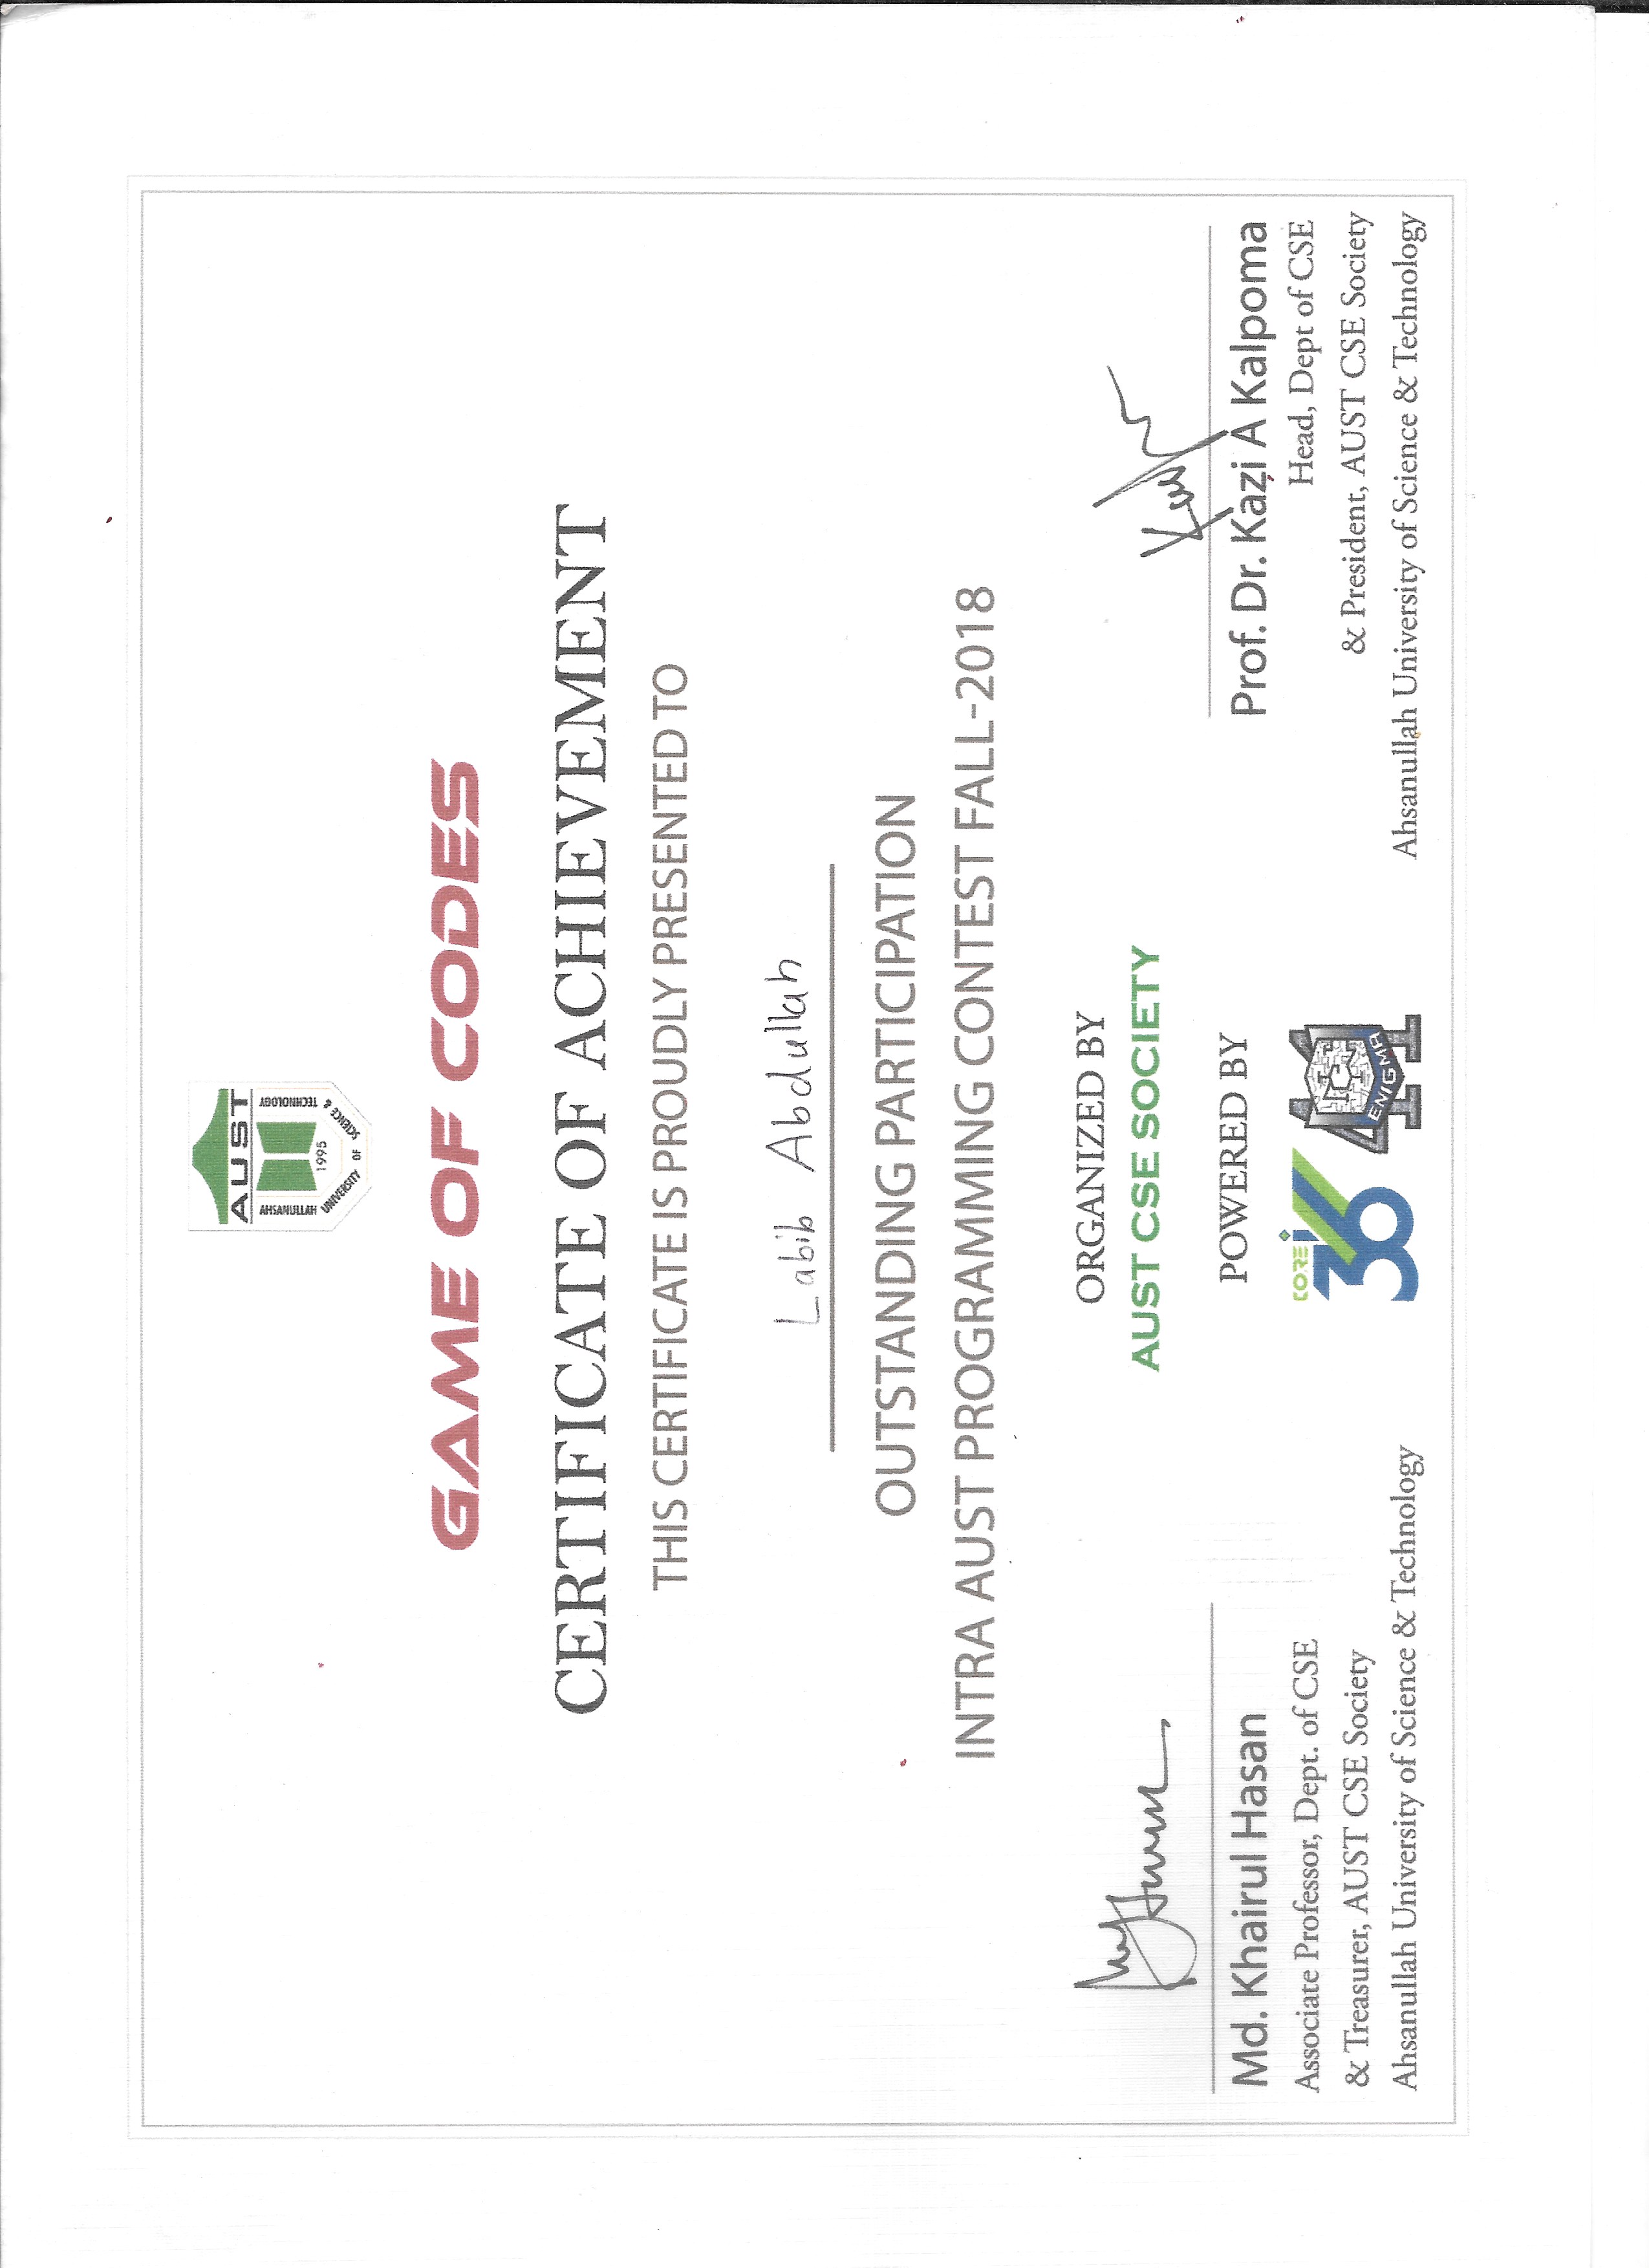 AUST
AHSANULLAH UNIVERSITY OF SCIENCE & TECHNOLOGY
1995
GAME OF CODES
CERTIFICATE OF ACHIEVEMENT
THIS CERTIFICATE IS PROUDLY PRESENTED TO
Labib Abdullah
OUTSTANDING PARTICIPATION
INTRA AUST PROGRAMMING CONTEST FALL-2018
ORGANIZED BY
AUST CSE SOCIETY
POWERED BY
CORE i
36
41
ENIGMA
Md. Khairul Hasan
Associate Professor, Dept. of CSE
& Treasurer, AUST CSE Society
Ahsanullah University of Science & Technology
Prof. Dr. Kazi A Kalpoma
Head, Dept of CSE
& President, AUST CSE Society
Ahsanullah University of Science & Technology